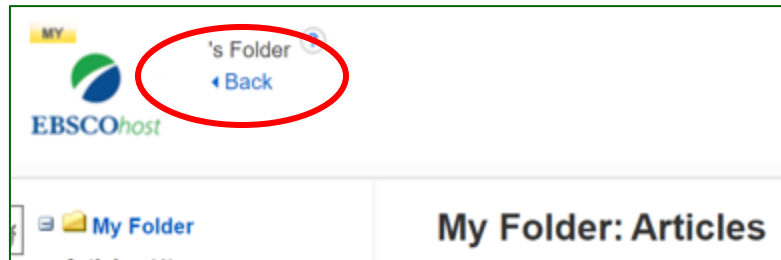 MY
's Folder ?
Back
EBSCOhost
My Folder
My Folder: Articles